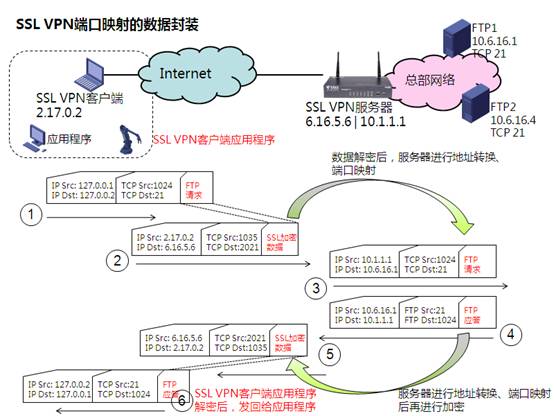 SSL VPN端口映射的数据封装
Internet
总部网络
FTP1
10.6.16.1
TCP 21
FTP2
10.6.16.4
TCP 21
SSL VPN客户端
2.17.0.2
SSL VPN服务器
6.16.5.6|10.1.1.1
应用程序
SSL VPN客户端应用程序
数据解密后，服务器进行地址转换、
端口映射
①
IP Src: 127.0.0.1
IP Dst: 127.0.0.2
TCP Src:1024
TCP Dst:21
FTP
请求
②
IP Src: 2.17.0.2
IP Dst: 6.16.5.6
TCP Src:1035
TCP Dst:2021
SSL加密
数据
③
IP Src: 10.1.1.1
IP Dst: 10.6.16.1
TCP Src:1024
TCP Dst:21
FTP
请求
④
IP Src: 10.6.16.1
IP Dst: 10.1.1.1
FTP Src:21
FTP Dst:1024
FTP
应答
⑤
IP Src: 6.16.5.6
IP Dst: 2.17.0.2
TCP Src:2021
TCP Dst:1035
SSL加密
数据
⑥
IP Src: 127.0.0.2
IP Dst: 127.0.0.1
TCP Src:21
TCP Dst:1024
FTP
应答
SSL VPN客户端应用程序
解密后，发回给应用程序
服务器进行地址转换、端口映射
后再进行加密